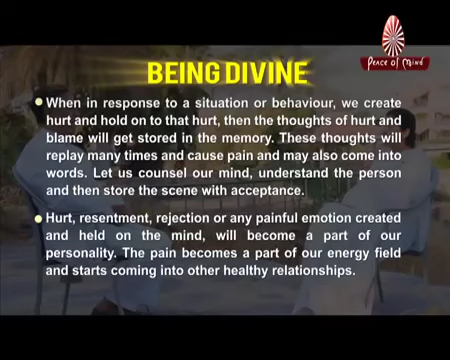 Peace of Mind
BEING DIVINE
When in response to a situation or behaviour, we create
hurt and hold on to that hurt, then the thoughts of hurt and
blame will get stored in the memory. These thoughts will
replay many times and cause pain and may also come into
words. Let us counsel our mind, understand the person
and then store the scene with acceptance.
Hurt, resentment, rejection or any painful emotion created
and held on the mind, will become a part of our
personality. The pain becomes a part of our energy field
and starts coming into other healthy relationships.